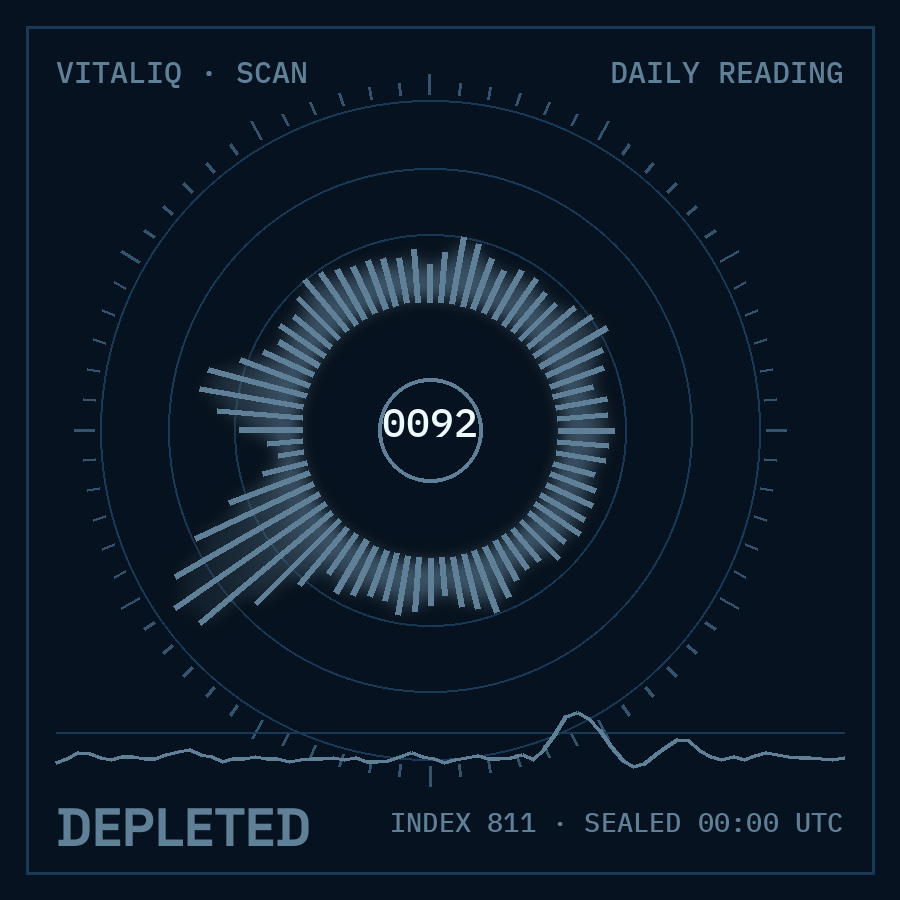 VITALIQ · SCAN
DAILY READING
0092
DEPLETED
INDEX 811 · SEALED 00:00 UTC